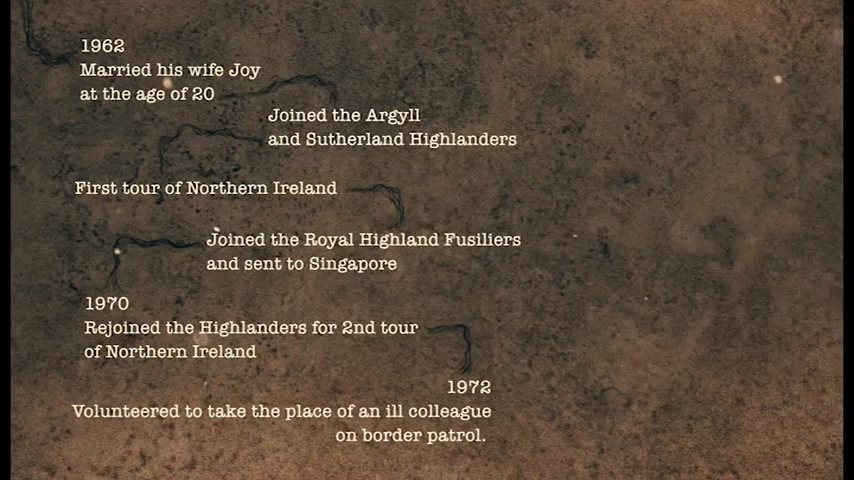 1962
Married his wife Joy
at the age of 20
Joined the Argyll
and Sutherland Highlanders
First tour of Northern Ireland
Joined the Royal Highland Fusiliers
and sent to Singapore
1970
Rejoined the Highlanders for 2nd tour
of Northern Ireland
1972
Volunteered to take the place of an ill colleague
on border patrol.